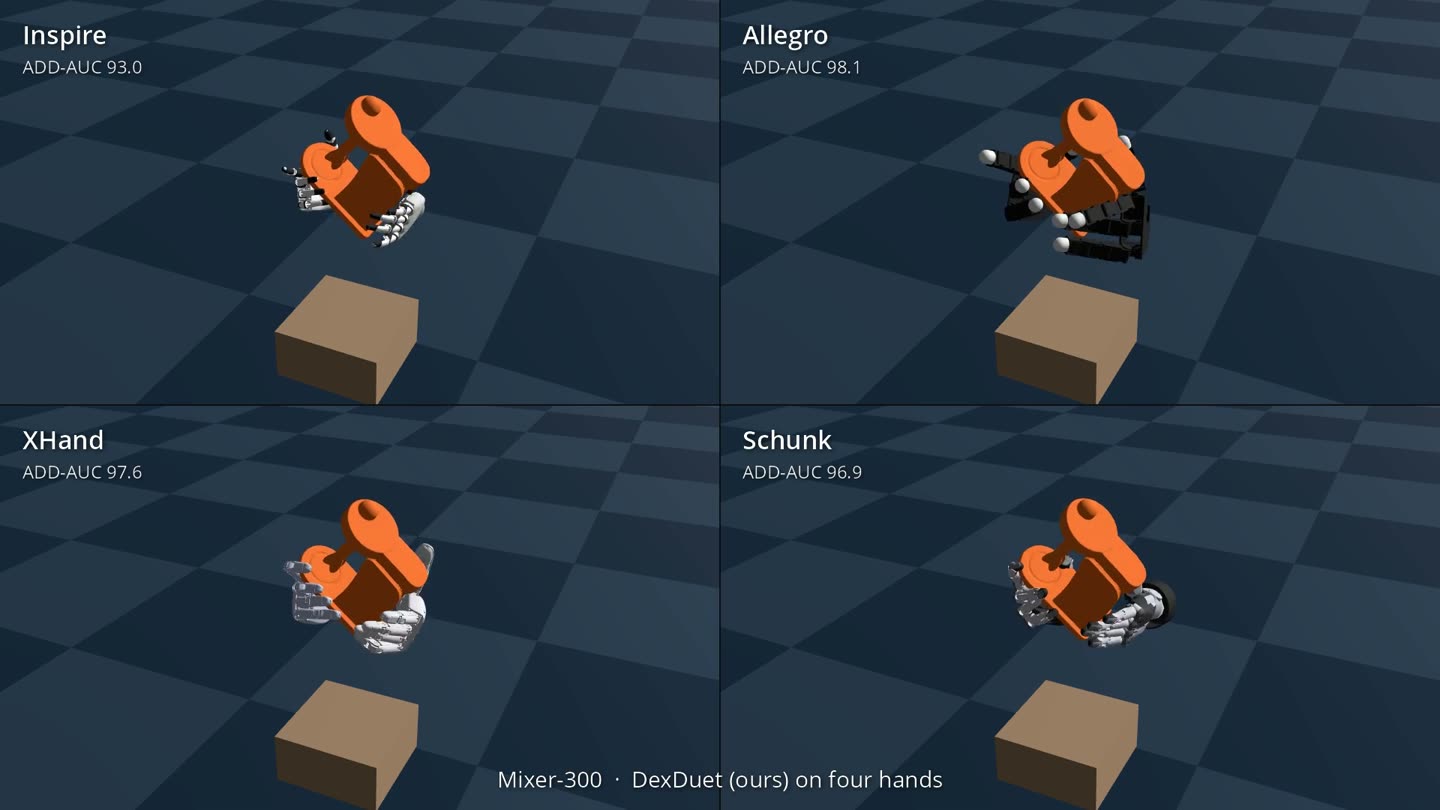 Inspire
ADD-AUC 93.0
Allegro
ADD-AUC 98.1
XHand
ADD-AUC 97.6
Schunk
ADD-AUC 96.9
Mixer-300 · DexDuet (ours) on four hands